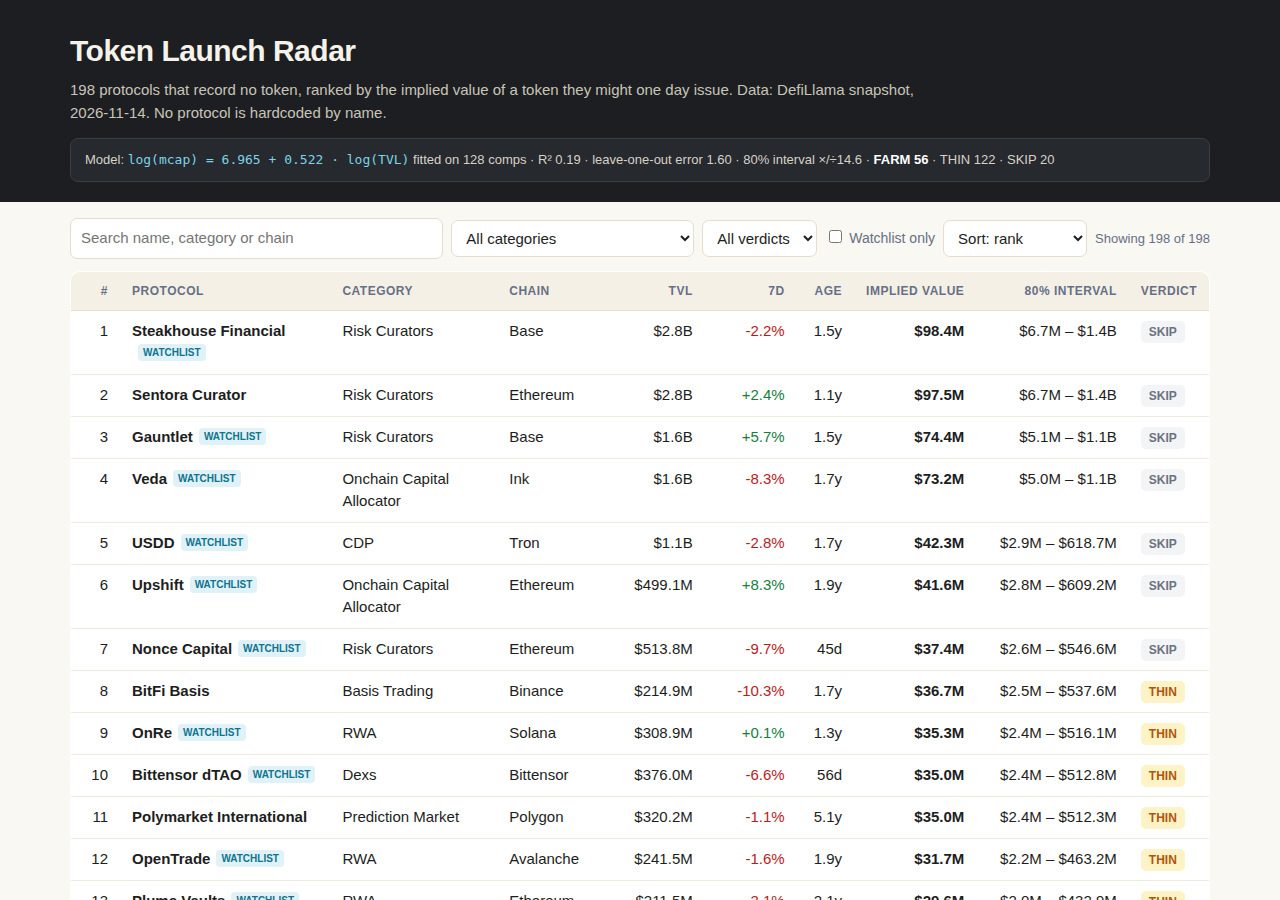 Token Launch Radar
198 protocols that record no token, ranked by the implied value of a token they might one day issue. Data: DefiLlama snapshot,
2026-11-14. No protocol is hardcoded by name.
Model: log(mcap) = 6.965 + 0.522 · log(TVL) fitted on 128 comps · R² 0.19 · leave-one-out error 1.60 · 80% interval ×/÷14.6 · FARM 56 · THIN 122 · SKIP 20
Search name, category or chain All categories All verdicts Watchlist only Sort: rank Showing 198 of 198
# PROTOCOL CATEGORY CHAIN TVL 7D AGE IMPLIED VALUE 80% INTERVAL VERDICT
1 Steakhouse Financial Risk Curators Base $2.8B -2.2% 1.5y $98.4M $6.7M – $1.4B SKIP
WATCHLIST
2 Sentora Curator Risk Curators Ethereum $2.8B +2.4% 1.1y $97.5M $6.7M – $1.4B SKIP
3 Gauntlet WATCHLIST Risk Curators Base $1.6B +5.7% 1.5y $74.4M $5.1M – $1.1B SKIP
4 Veda WATCHLIST Onchain Capital Ink $1.6B -8.3% 1.7y $73.2M $5.0M – $1.1B SKIP
Allocator
5 USDD WATCHLIST CDP Tron $1.1B -2.8% 1.7y $42.3M $2.9M – $618.7M SKIP
6 Upshift WATCHLIST Onchain Capital Ethereum $499.1M +8.3% 1.9y $41.6M $2.8M – $609.2M SKIP
Allocator
7 Nonce Capital WATCHLIST Risk Curators Ethereum $513.8M -9.7% 45d $37.4M $2.6M – $546.6M SKIP
8 BitFi Basis Basis Trading Binance $214.9M -10.3% 1.7y $36.7M $2.5M – $537.6M THIN
9 OnRe WATCHLIST RWA Solana $308.9M +0.1% 1.3y $35.3M $2.4M – $516.1M THIN
10 Bittensor dTAO WATCHLIST Dexs Bittensor $376.0M -6.6% 56d $35.0M $2.4M – $512.8M THIN
11 Polymarket International Prediction Market Polygon $320.2M -1.1% 5.1y $35.0M $2.4M – $512.3M THIN
12 OpenTrade WATCHLIST RWA Avalanche $241.5M -1.6% 1.9y $31.7M $2.2M – $463.2M THIN